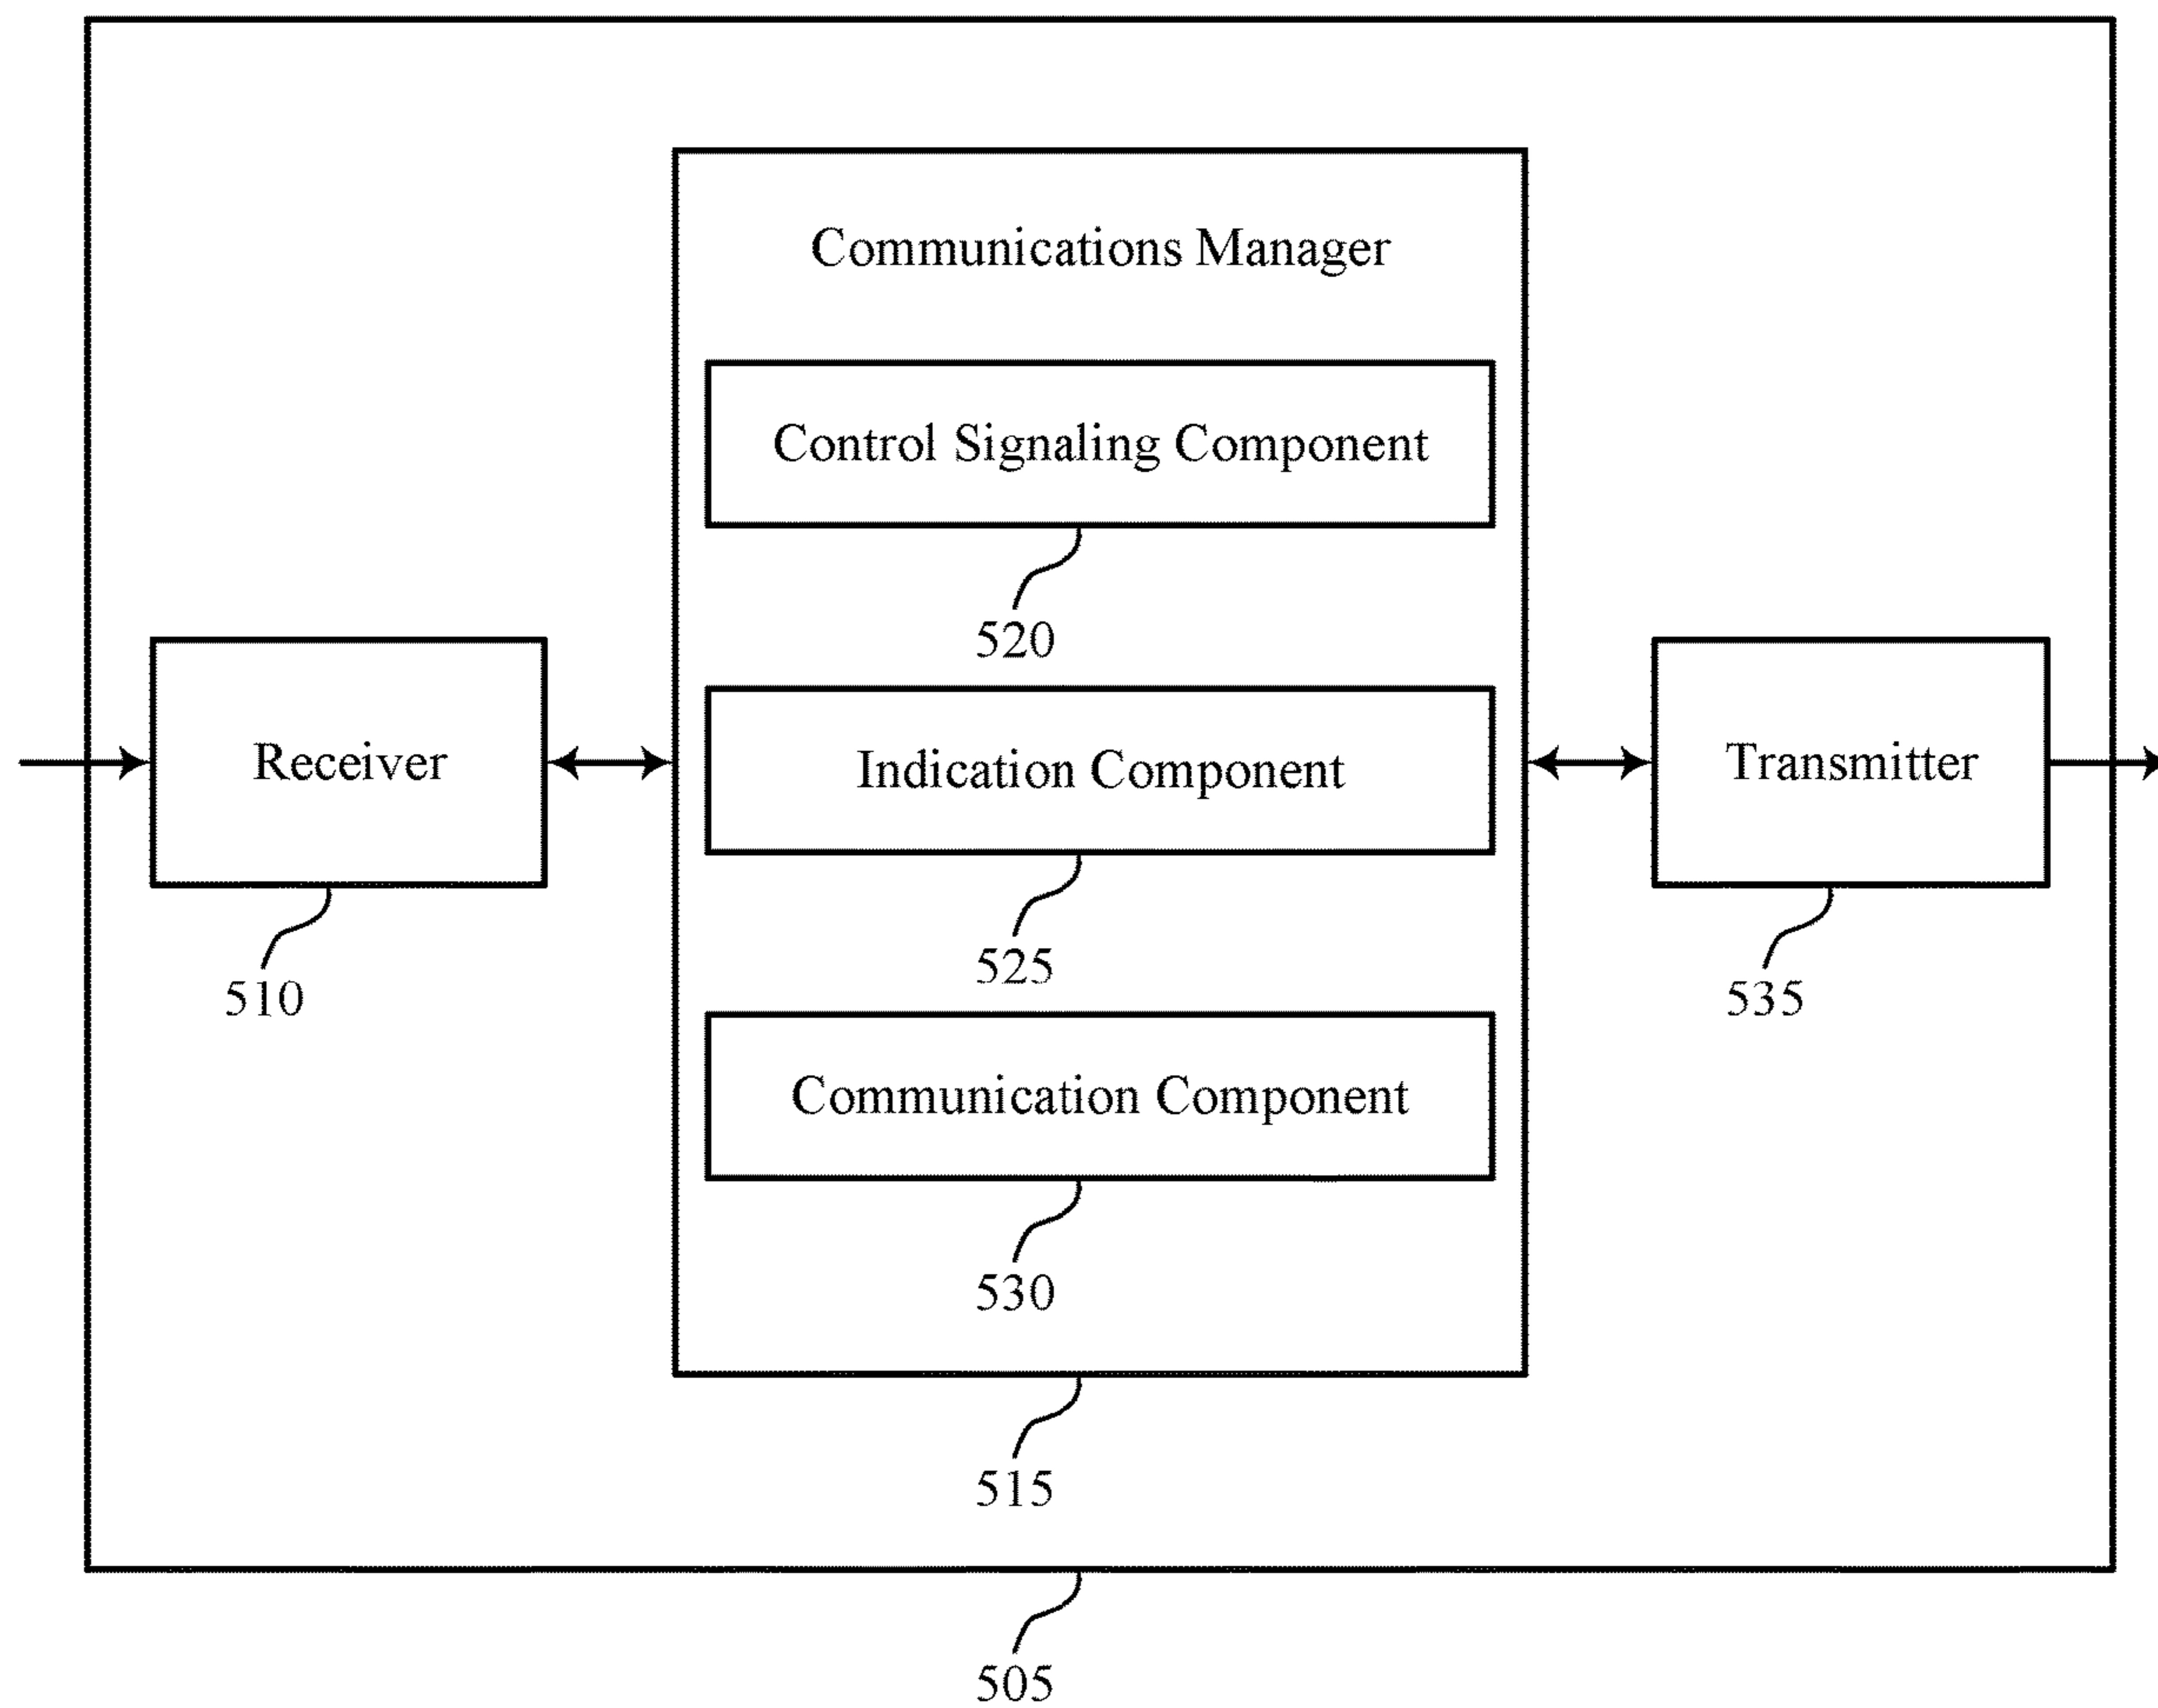 Communications Manager
Control Signaling Component
520
Receiver
510
Indication Component
525
Transmitter
535
Communication Component
530
515
505